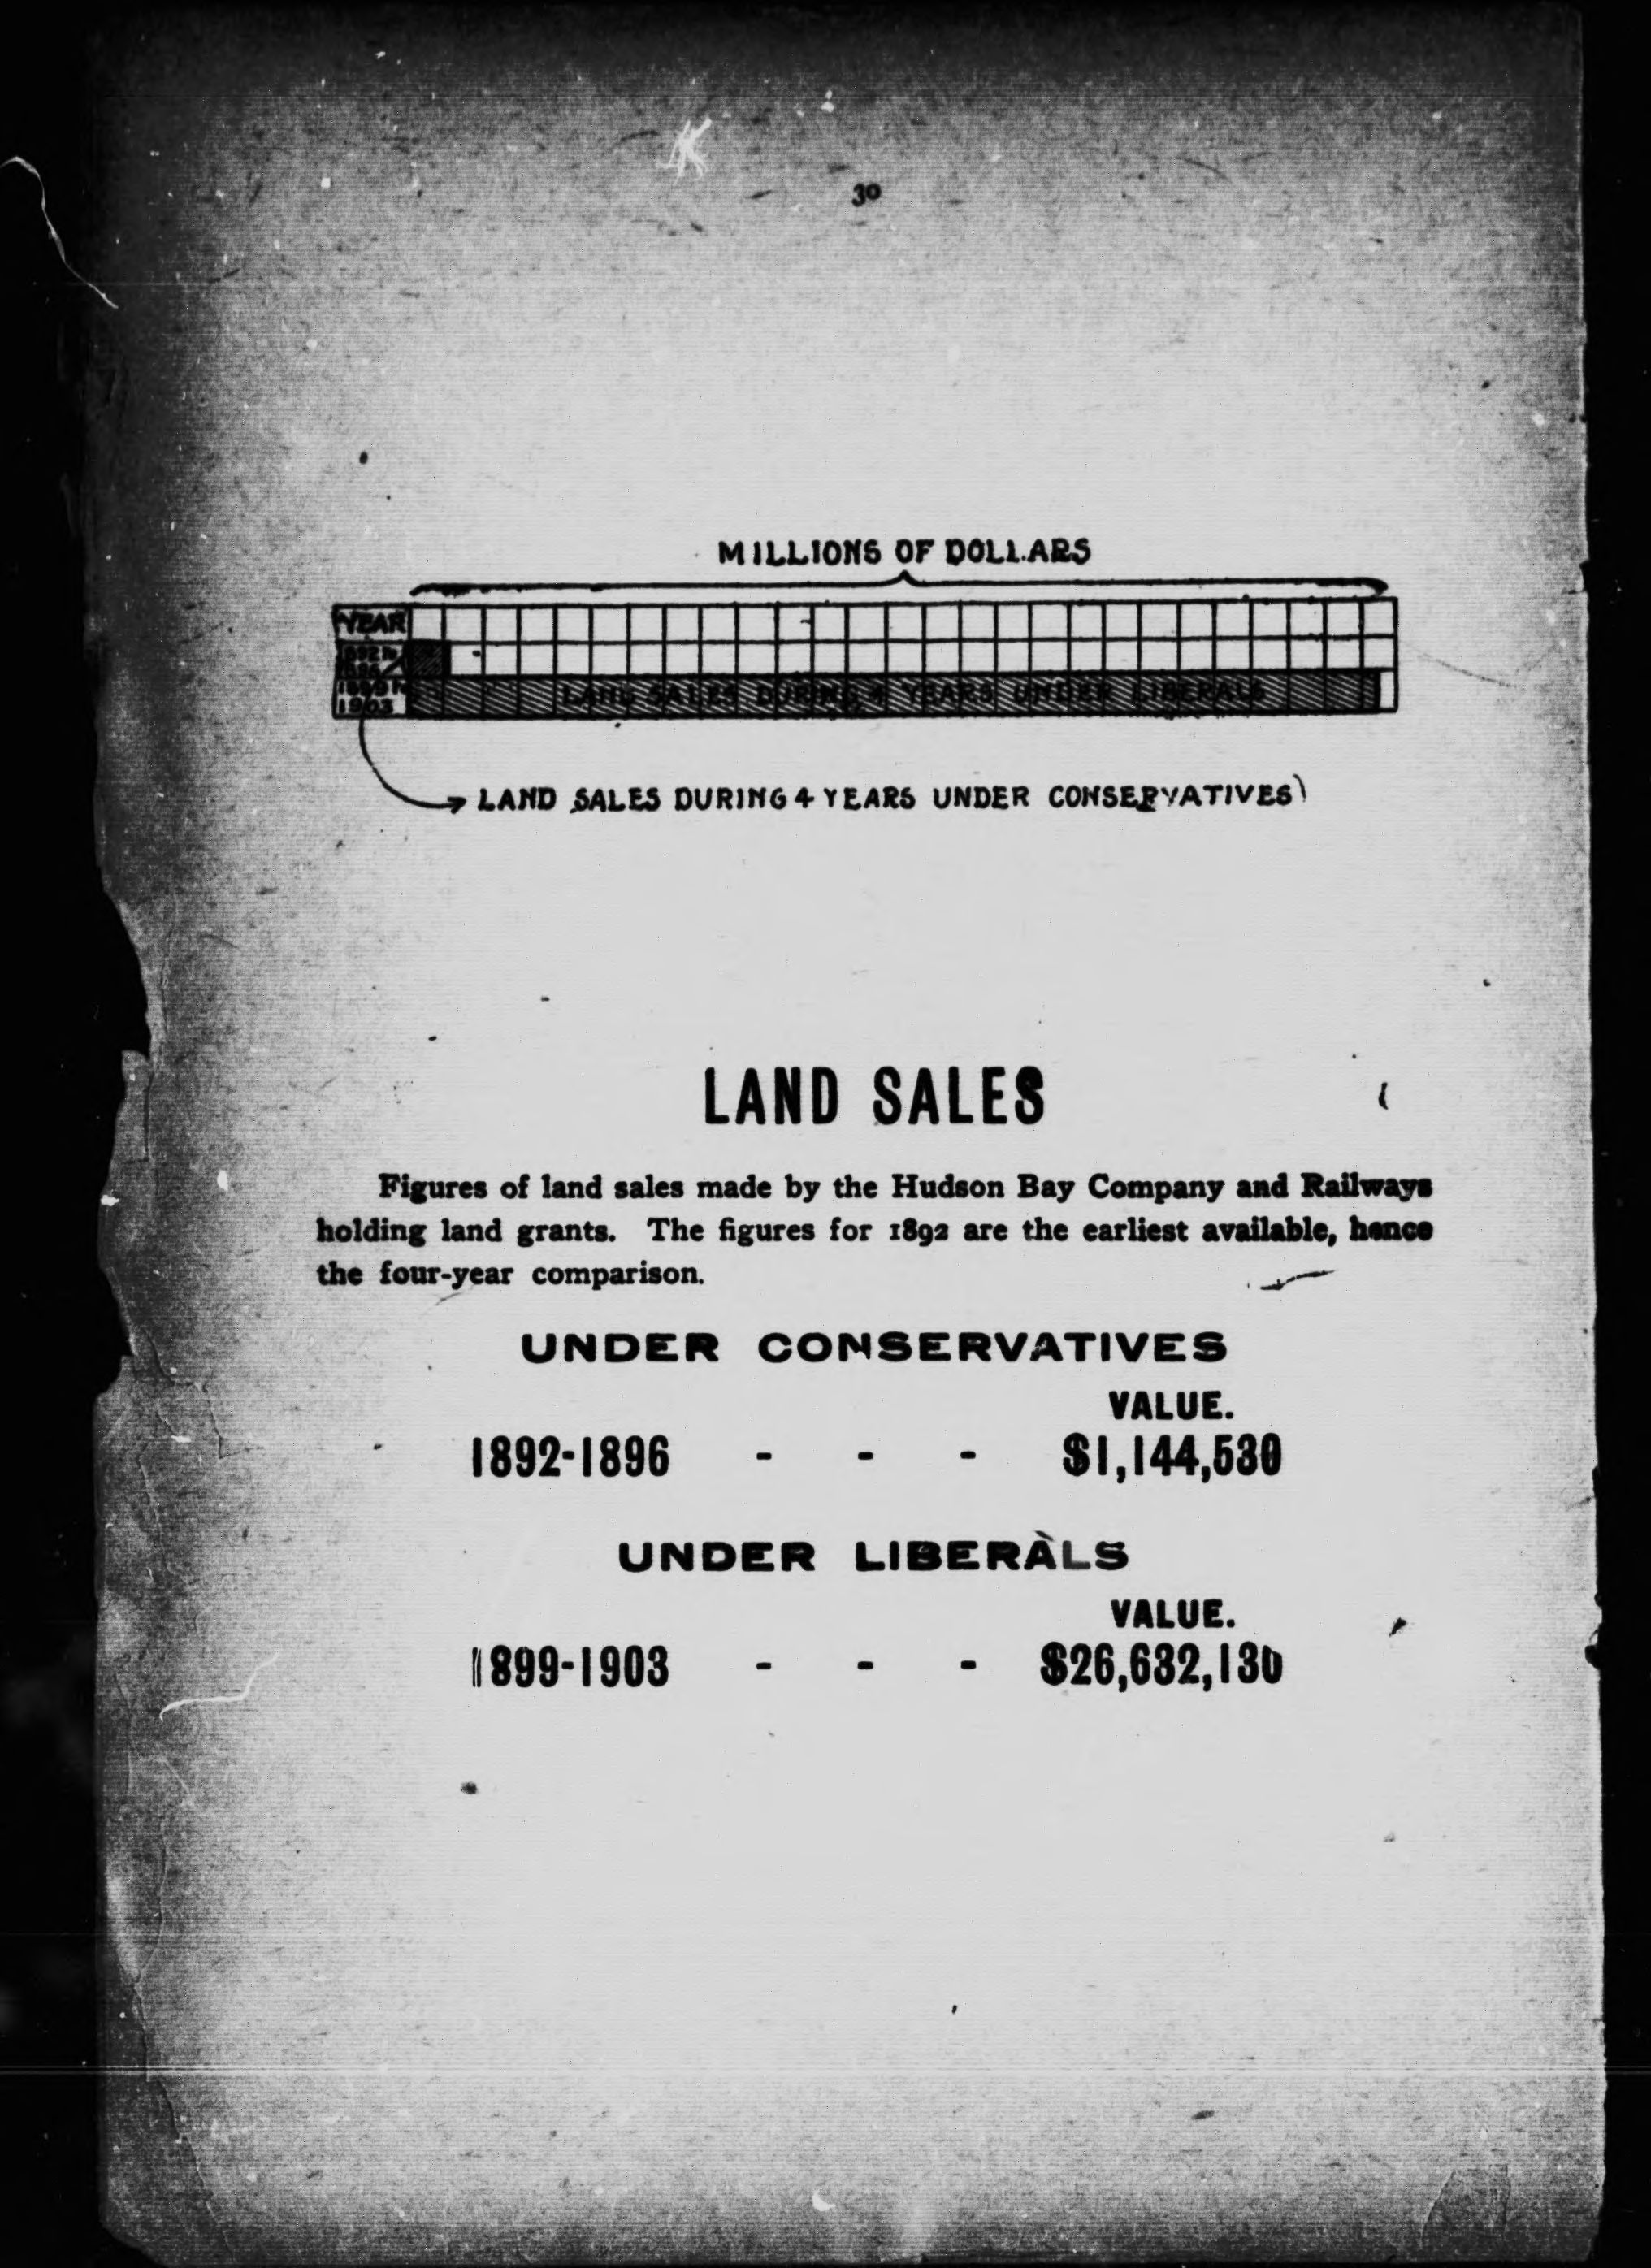 30
MILLIONS OF DOLLARS
YEAR
1892 to
1896
1899 to
1903
LAND SALES DURING 4 YEARS UNDER LIBERALS
LAND SALES DURING 4 YEARS UNDER CONSERVATIVES
LAND SALES
Figures of land sales made by the Hudson Bay Company and Railways
holding land grants. The figures for 1892 are the earliest available, hence
the four-year comparison.
UNDER CONSERVATIVES
VALUE.
1892-1896 - - - $1,144,530
UNDER LIBERALS
VALUE.
1899-1903 - - - $26,632,130